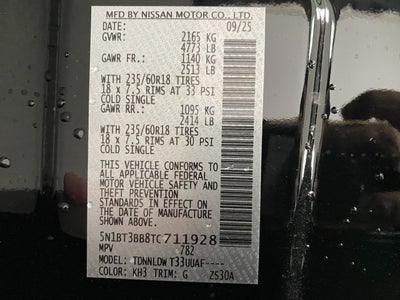 MFD BY NISSAN MOTOR CO., LTD.
DATE: 09/25
GVWR: 2165 KG
4773 LB
GAWR FR.: 1140 KG
2513 LB
WITH 235/60R18 TIRES
18 x 7.5 RIMS AT 33 PSI
COLD SINGLE
GAWR RR.: 1095 KG
2414 LB
WITH 235/60R18 TIRES
18 x 7.5 RIMS AT 30 PSI
COLD SINGLE
THIS VEHICLE CONFORMS TO
ALL APPLICABLE FEDERAL
MOTOR VEHICLE SAFETY AND
THEFT PREVENTION
STANDARDS IN EFFECT ON
THE DATE OF MANUFACTURE
SHOWN ABOVE.
5N1BT3BB8TC711928
MPV 782
MODEL: TDNNLDW T33UUAF----
COLOR: KH3 TRIM: G ZS30A